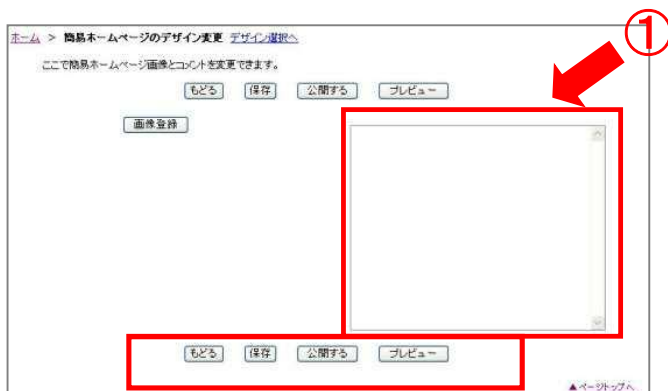 ①
ホーム > 簡易ホームページのデザイン変更 デザイン選択へ
ここで簡易ホームページ画像とコメントを変更できます。
もどる 保存 公開する プレビュー
画像登録
もどる 保存 公開する プレビュー
▲ページトップへ